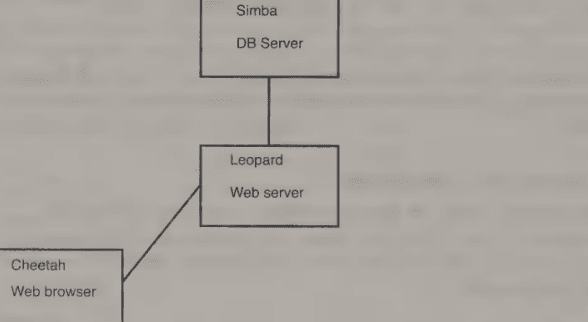 Simba
DB Server
Leopard
Web server
Cheetah
Web browser